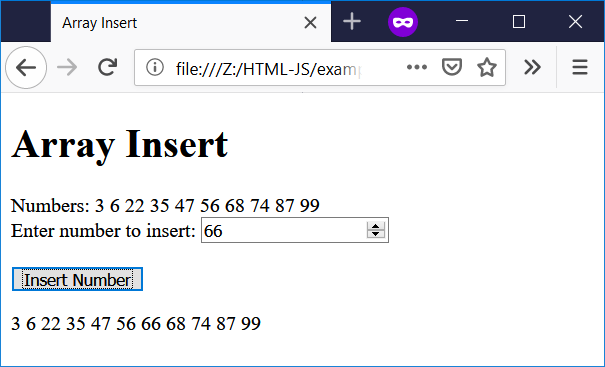 Array Insert
file:///Z:/HTML-JS/examp
Array Insert
Numbers: 3 6 22 35 47 56 68 74 87 99
Enter number to insert: 66
Insert Number
3 6 22 35 47 56 66 68 74 87 99